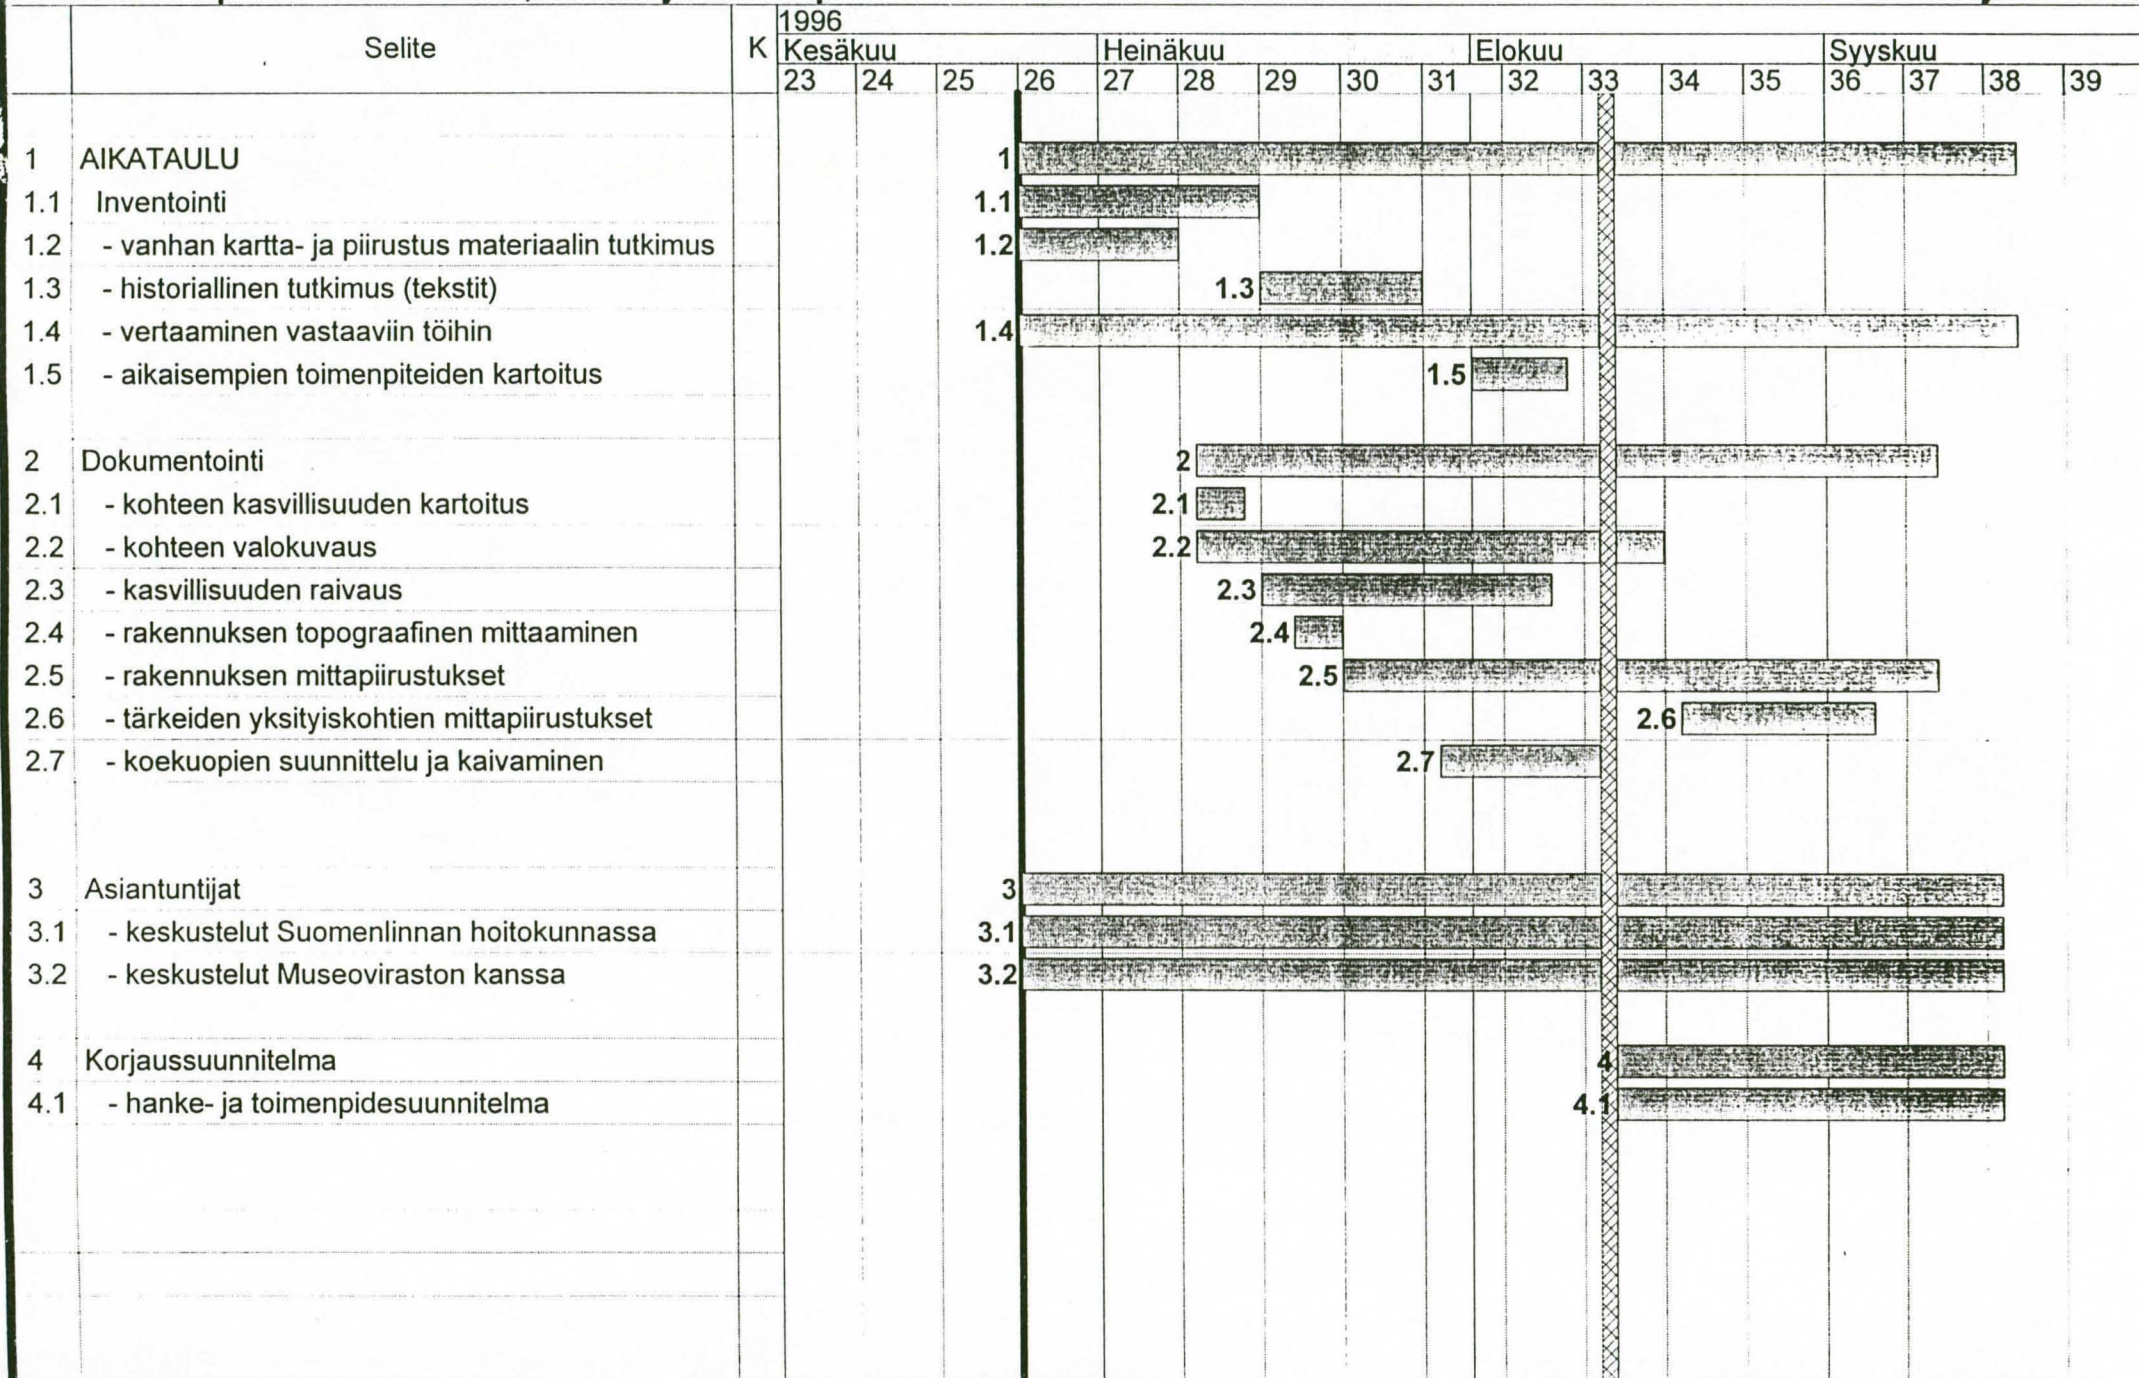 1996
Selite K Kesäkuu Heinäkuu Elokuu Syyskuu
23 24 25 26 27 28 29 30 31 32 33 34 35 36 37 38 39
1 AIKATAULU 1
1.1 Inventointi 1.1
1.2 - vanhan kartta- ja piirustus materiaalin tutkimus 1.2
1.3 - historiallinen tutkimus (tekstit) 1.3
1.4 - vertaaminen vastaaviin töihin 1.4
1.5 - aikaisempien toimenpiteiden kartoitus 1.5
2 Dokumentointi 2
2.1 - kohteen kasvillisuuden kartoitus 2.1
2.2 - kohteen valokuvaus 2.2
2.3 - kasvillisuuden raivaus 2.3
2.4 - rakennuksen topograafinen mittaaminen 2.4
2.5 - rakennuksen mittapiirustukset 2.5
2.6 - tärkeiden yksityiskohtien mittapiirustukset 2.6
2.7 - koekuopien suunnittelu ja kaivaminen 2.7
3 Asiantuntijat 3
3.1 - keskustelut Suomenlinnan hoitokunnassa 3.1
3.2 - keskustelut Museoviraston kanssa 3.2
4 Korjaussuunnitelma 4
4.1 - hanke- ja toimenpidesuunnitelma 4.1